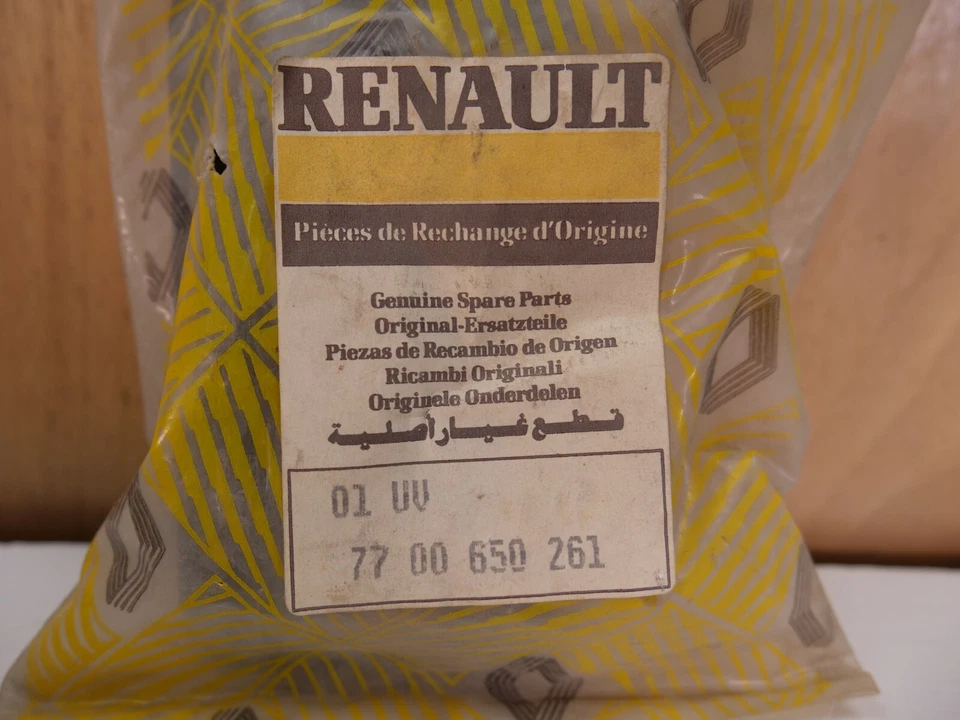 RENAULT
Pièces de Rechange d'Origine
Genuine Spare Parts
Original-Ersatzteile
Piezas de Recambio de Origen
Ricambi Originali
Originele Onderdelen
قطع غيار أصلية
01 UV
77 00 650 261